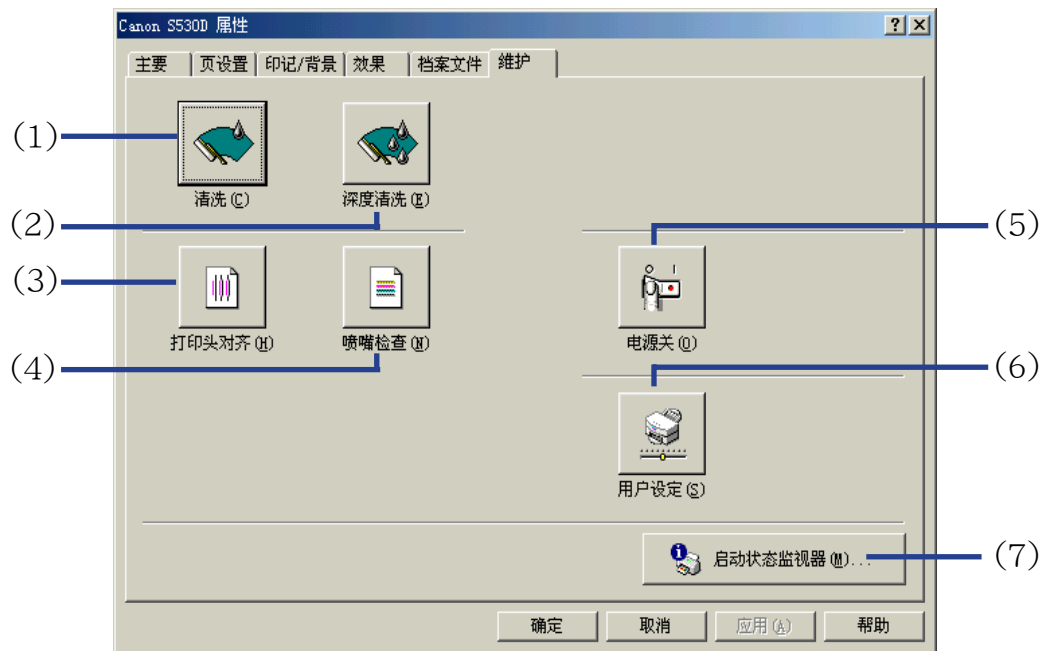 Canon S530D 属性
主要 页设置 印记/背景 效果 档案文件 维护
(1)
清洗(C) 深度清洗(E)
(2) (5)
(3)
打印头对齐(H) 喷嘴检查(N) 电源关(O)
(4) (6)
用户设定(S)
启动状态监视器(M)... (7)
确定 取消 应用(A) 帮助